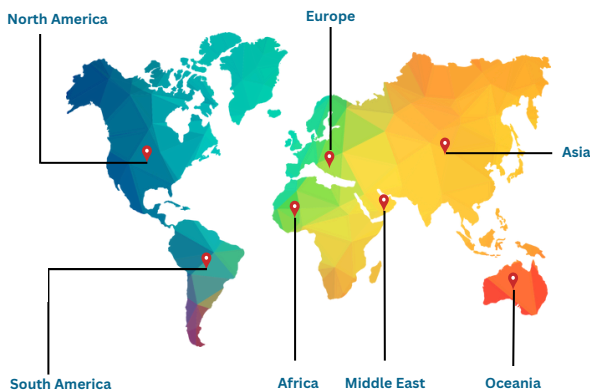 Europe
North America
Asia
South America
Africa
Middle East
Oceania